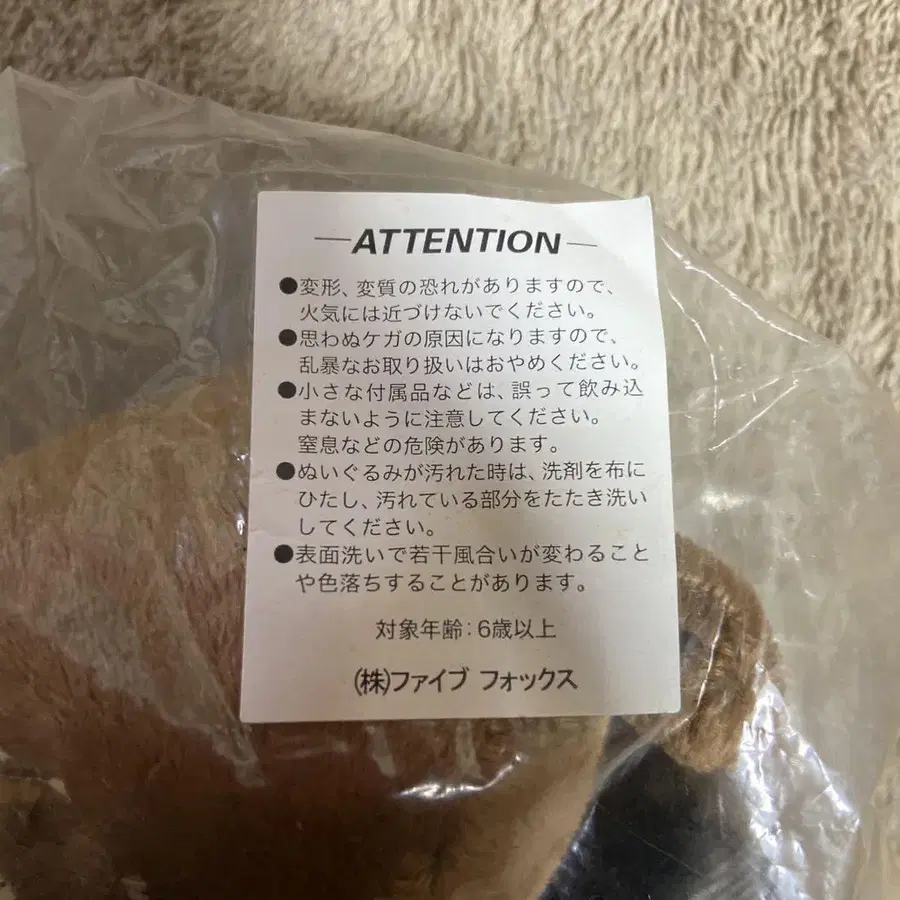 ATTENTION
●変形、変質の恐れがありますので、
火気には近づけないでください。
●思わぬケガの原因になりますので、
乱暴なお取り扱いはおやめください。
●小さな付属品などは、誤って飲み込
まないように注意してください。
窒息などの危険があります。
●ぬいぐるみが汚れた時は、洗剤を布に
ひたし、汚れている部分をたたき洗い
してください。
●表面洗いで若干風合いが変わること
や色落ちすることがあります。
対象年齢:6歳以上
(株)ファイブ フォックス